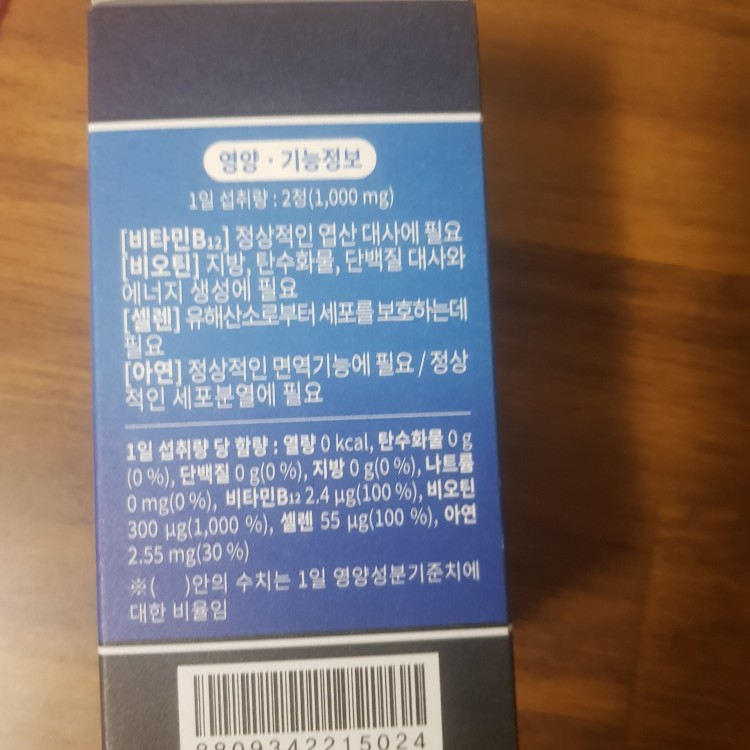 영양 · 기능정보
1일 섭취량 : 2정(1,000 mg)
[비타민B12] 정상적인 엽산 대사에 필요
[비오틴] 지방, 탄수화물, 단백질 대사와
에너지 생성에 필요
[셀렌] 유해산소로부터 세포를 보호하는데
필요
[아연] 정상적인 면역기능에 필요 / 정상
적인 세포분열에 필요
1일 섭취량 당 함량 : 열량 0 kcal, 탄수화물 0 g
(0 %), 단백질 0 g(0 %), 지방 0 g(0 %), 나트륨
0 mg(0 %), 비타민B12 2.4 µg(100 %), 비오틴
300 µg(1,000 %), 셀렌 55 µg(100 %), 아연
2.55 mg(30 %)
※( )안의 수치는 1일 영양성분기준치에
대한 비율임
8809342215024